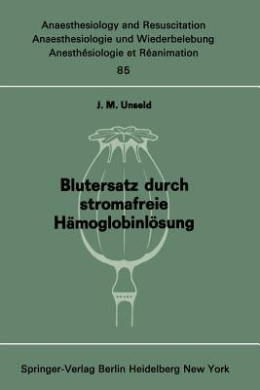 Anaesthesiology and Resuscitation
Anaesthesiologie und Wiederbelebung
Anesthésiologie et Réanimation
85
J. M. Unseld
Blutersatz durch
stromafreie
Hämoglobinlösung
Springer-Verlag Berlin Heidelberg New York